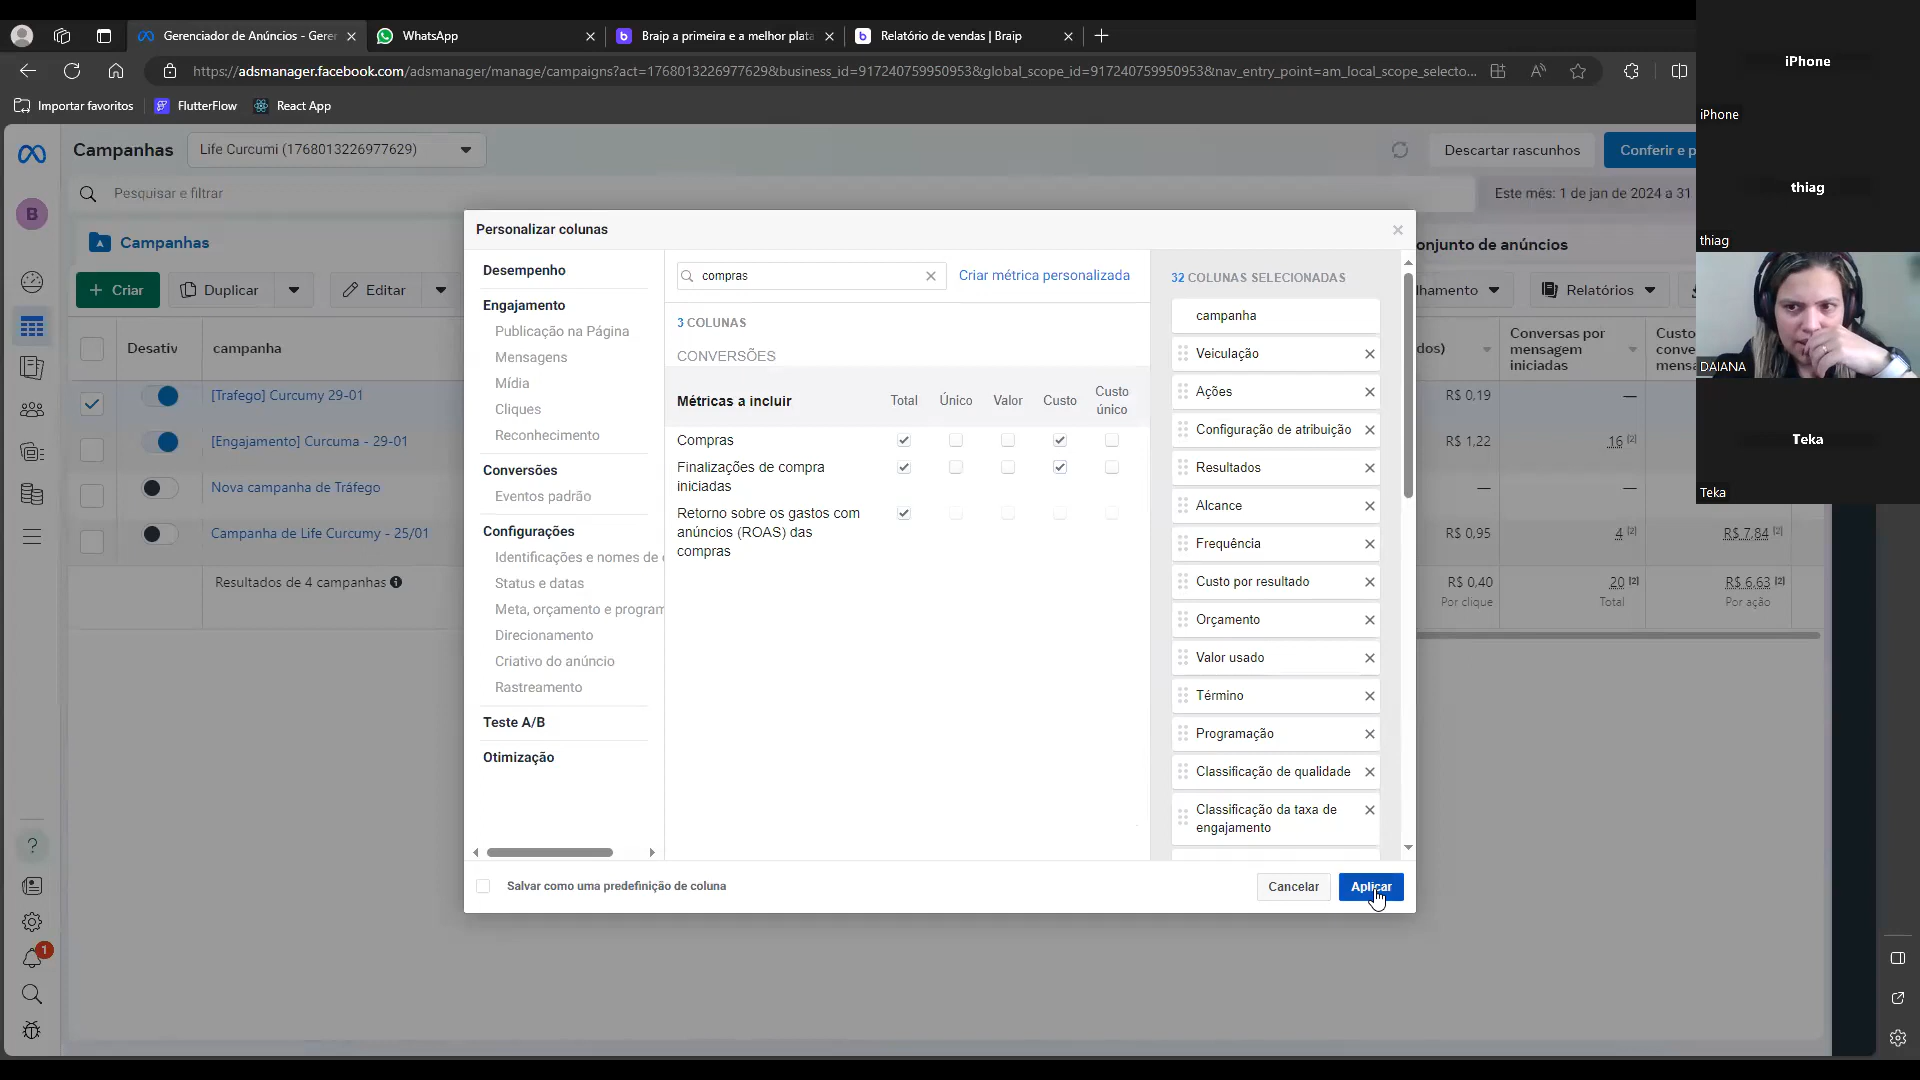 Gerenciador de Anúncios - Gerer
WhatsApp
Braip a primeira e a melhor plata
Relatório de vendas | Braip
https://adsmanager.facebook.com/adsmanager/manage/campaigns?act=1768013226977629&business_id=917240759950953&global_scope_id=917240759950953&nav_entry_point=am_local_scope_selecto...
Importar favoritos
FlutterFlow
React App
Campanhas
Life Curcumi (1768013226977629)
Descartar rascunhos
Conferir e p
Pesquisar e filtrar
Este mês: 1 de jan de 2024 a 31
B
Campanhas
onjunto de anúncios
+ Criar
Duplicar
Editar
lhamento
Relatórios
Desativ
campanha
dos)
Conversas por
mensagem
iniciadas
Custo
conve
mensa
[Trafego] Curcumy 29-01
R$ 0,19
—
[Engajamento] Curcuma - 29-01
R$ 1,22
16 [2]
Nova campanha de Tráfego
—
—
Campanha de Life Curcumy - 25/01
R$ 0,95
4 [2]
R$ 7,84 [2]
Resultados de 4 campanhas
R$ 0,40
Por clique
20 [2]
Total
R$ 6,63 [2]
Por ação
1
Personalizar colunas
Desempenho
Engajamento
Publicação na Página
Mensagens
Mídia
Cliques
Reconhecimento
Conversões
Eventos padrão
Configurações
Identificações e nomes de
Status e datas
Meta, orçamento e program
Direcionamento
Criativo do anúncio
Rastreamento
Teste A/B
Otimização
compras
Criar métrica personalizada
3 COLUNAS
CONVERSÕES
Métricas a incluir
Total
Único
Valor
Custo
Custo
único
Compras
Finalizações de compra
iniciadas
Retorno sobre os gastos com
anúncios (ROAS) das
compras
32 COLUNAS SELECIONADAS
campanha
Veiculação
Ações
Configuração de atribuição
Resultados
Alcance
Frequência
Custo por resultado
Orçamento
Valor usado
Término
Programação
Classificação de qualidade
Classificação da taxa de
engajamento
Salvar como uma predefinição de coluna
Cancelar
Aplicar
iPhone
iPhone
thiag
thiag
DAIANA
Teka
Teka